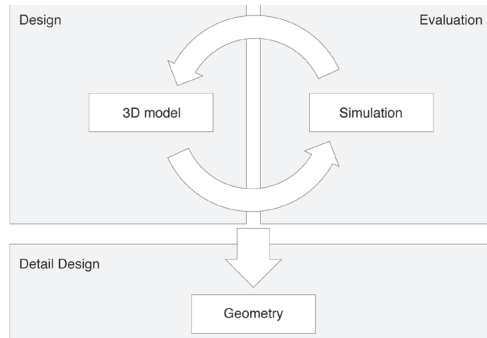 Design
Evaluation
3D model
Simulation
Detail Design
Geometry